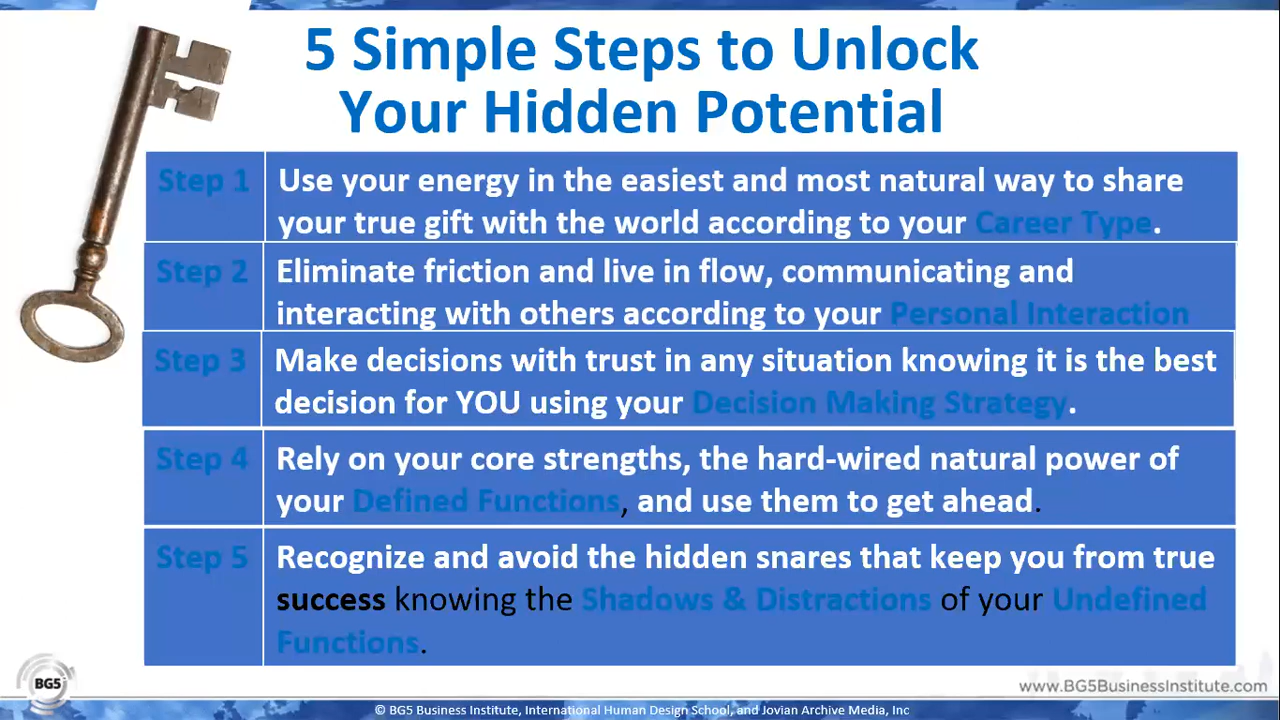 5 Simple Steps to Unlock
Your Hidden Potential
Step 1
Use your energy in the easiest and most natural way to share
your true gift with the world according to your Career Type.
Step 2
Eliminate friction and live in flow, communicating and
interacting with others according to your Personal Interaction
Step 3
Make decisions with trust in any situation knowing it is the best
decision for YOU using your Decision Making Strategy.
Step 4
Rely on your core strengths, the hard-wired natural power of
your Defined Functions, and use them to get ahead.
Step 5
Recognize and avoid the hidden snares that keep you from true
success knowing the Shadows & Distractions of your Undefined
Functions.
BG5
www.BG5BusinessInstitute.com
© BG5 Business Institute, International Human Design School, and Jovian Archive Media, Inc